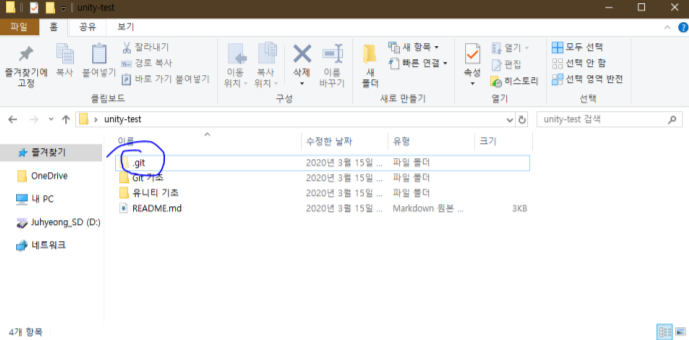 unity-test
파일 홈 공유 보기
즐겨찾기에 고정
복사
붙여넣기
잘라내기
경로 복사
바로 가기 붙여넣기
클립보드
이동 위치
복사 위치
삭제
이름 바꾸기
구성
새 폴더
새 항목
빠른 연결
새로 만들기
속성
열기
편집
히스토리
열기
모두 선택
선택 안 함
선택 영역 반전
선택
unity-test
unity-test 검색
이름 수정한 날짜 유형 크기
즐겨찾기
OneDrive
내 PC
Juhyeong_SD (D:)
네트워크
.git 2020년 3월 15일 ... 파일 폴더
Git 기초 2020년 3월 15일 ... 파일 폴더
유니티 기초 2020년 3월 15일 ... 파일 폴더
README.md 2020년 3월 15일 ... Markdown 원본 ... 3KB
4개 항목